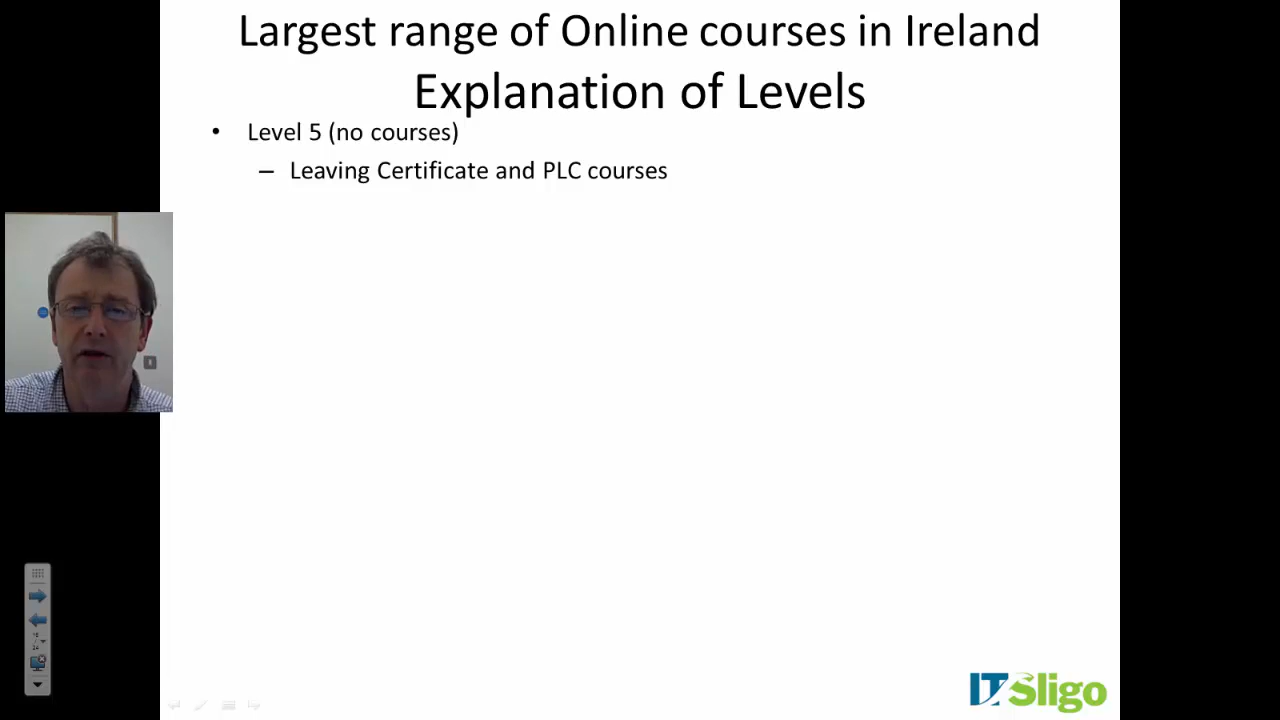 Largest range of Online courses in Ireland
Explanation of Levels
• Level 5 (no courses)
– Leaving Certificate and PLC courses
IT Sligo